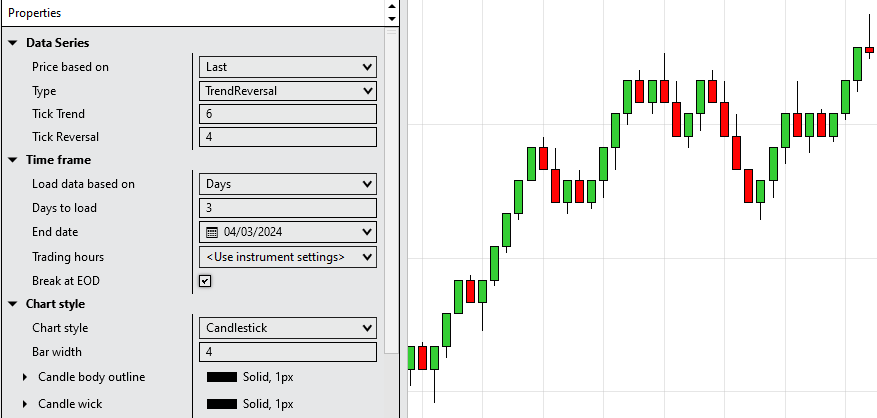 Properties
Data Series
Price based on Last
Type TrendReversal
Tick Trend 6
Tick Reversal 4
Time frame
Load data based on Days
Days to load 3
End date 04/03/2024
Trading hours <Use instrument settings>
Break at EOD
Chart style
Chart style Candlestick
Bar width 4
Candle body outline Solid, 1px
Candle wick Solid, 1px